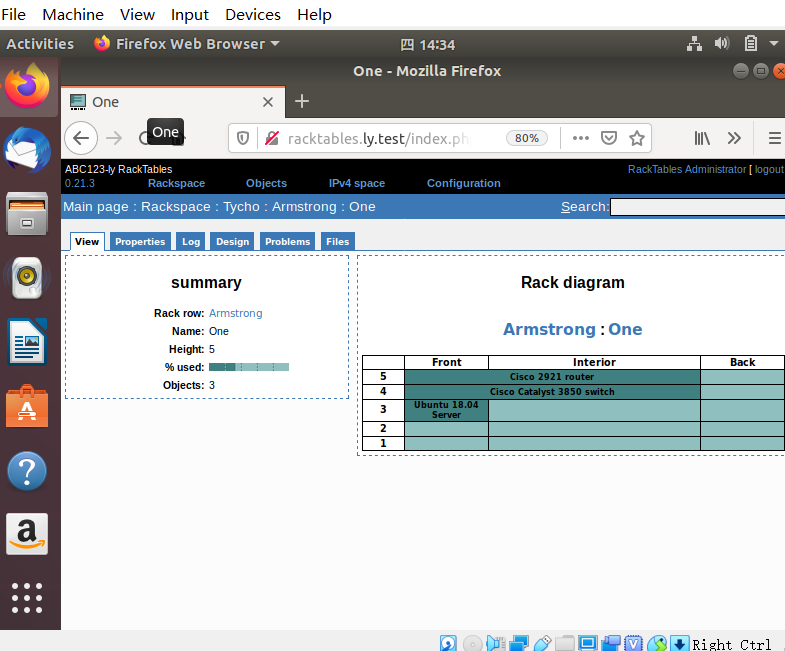 File Machine View Input Devices Help
Activities Firefox Web Browser 四 14:34
One - Mozilla Firefox
One
One
racktables.ly.test/index.ph 80%
ABC123-ly RackTables RackTables Administrator [ logout
0.21.3 Rackspace Objects IPv4 space Configuration
Main page : Rackspace : Tycho : Armstrong : One Search:
View Properties Log Design Problems Files
summary
Rack row: Armstrong
Name: One
Height: 5
% used:
Objects: 3
Rack diagram
Armstrong : One
Front Interior Back
5 Cisco 2921 router
4 Cisco Catalyst 3850 switch
3 Ubuntu 18.04
Server
2
1
Right Ctrl